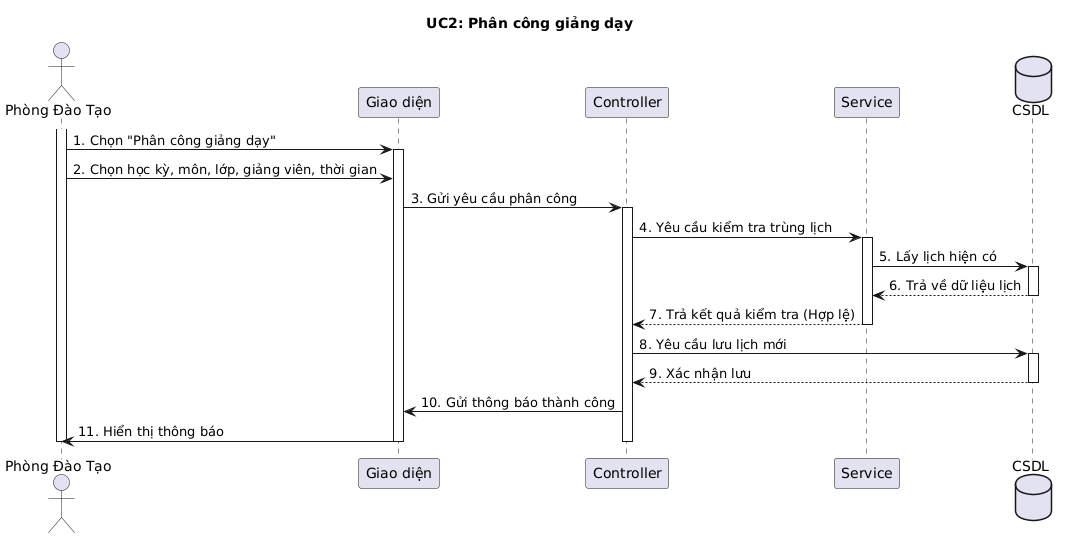 UC2: Phân công giảng dạy
Phòng Đào Tạo
Giao diện
Controller
Service
CSDL
1. Chọn "Phân công giảng dạy"
2. Chọn học kỳ, môn, lớp, giảng viên, thời gian
3. Gửi yêu cầu phân công
4. Yêu cầu kiểm tra trùng lịch
5. Lấy lịch hiện có
6. Trả về dữ liệu lịch
7. Trả kết quả kiểm tra (Hợp lệ)
8. Yêu cầu lưu lịch mới
9. Xác nhận lưu
10. Gửi thông báo thành công
11. Hiển thị thông báo
Phòng Đào Tạo
Giao diện
Controller
Service
CSDL